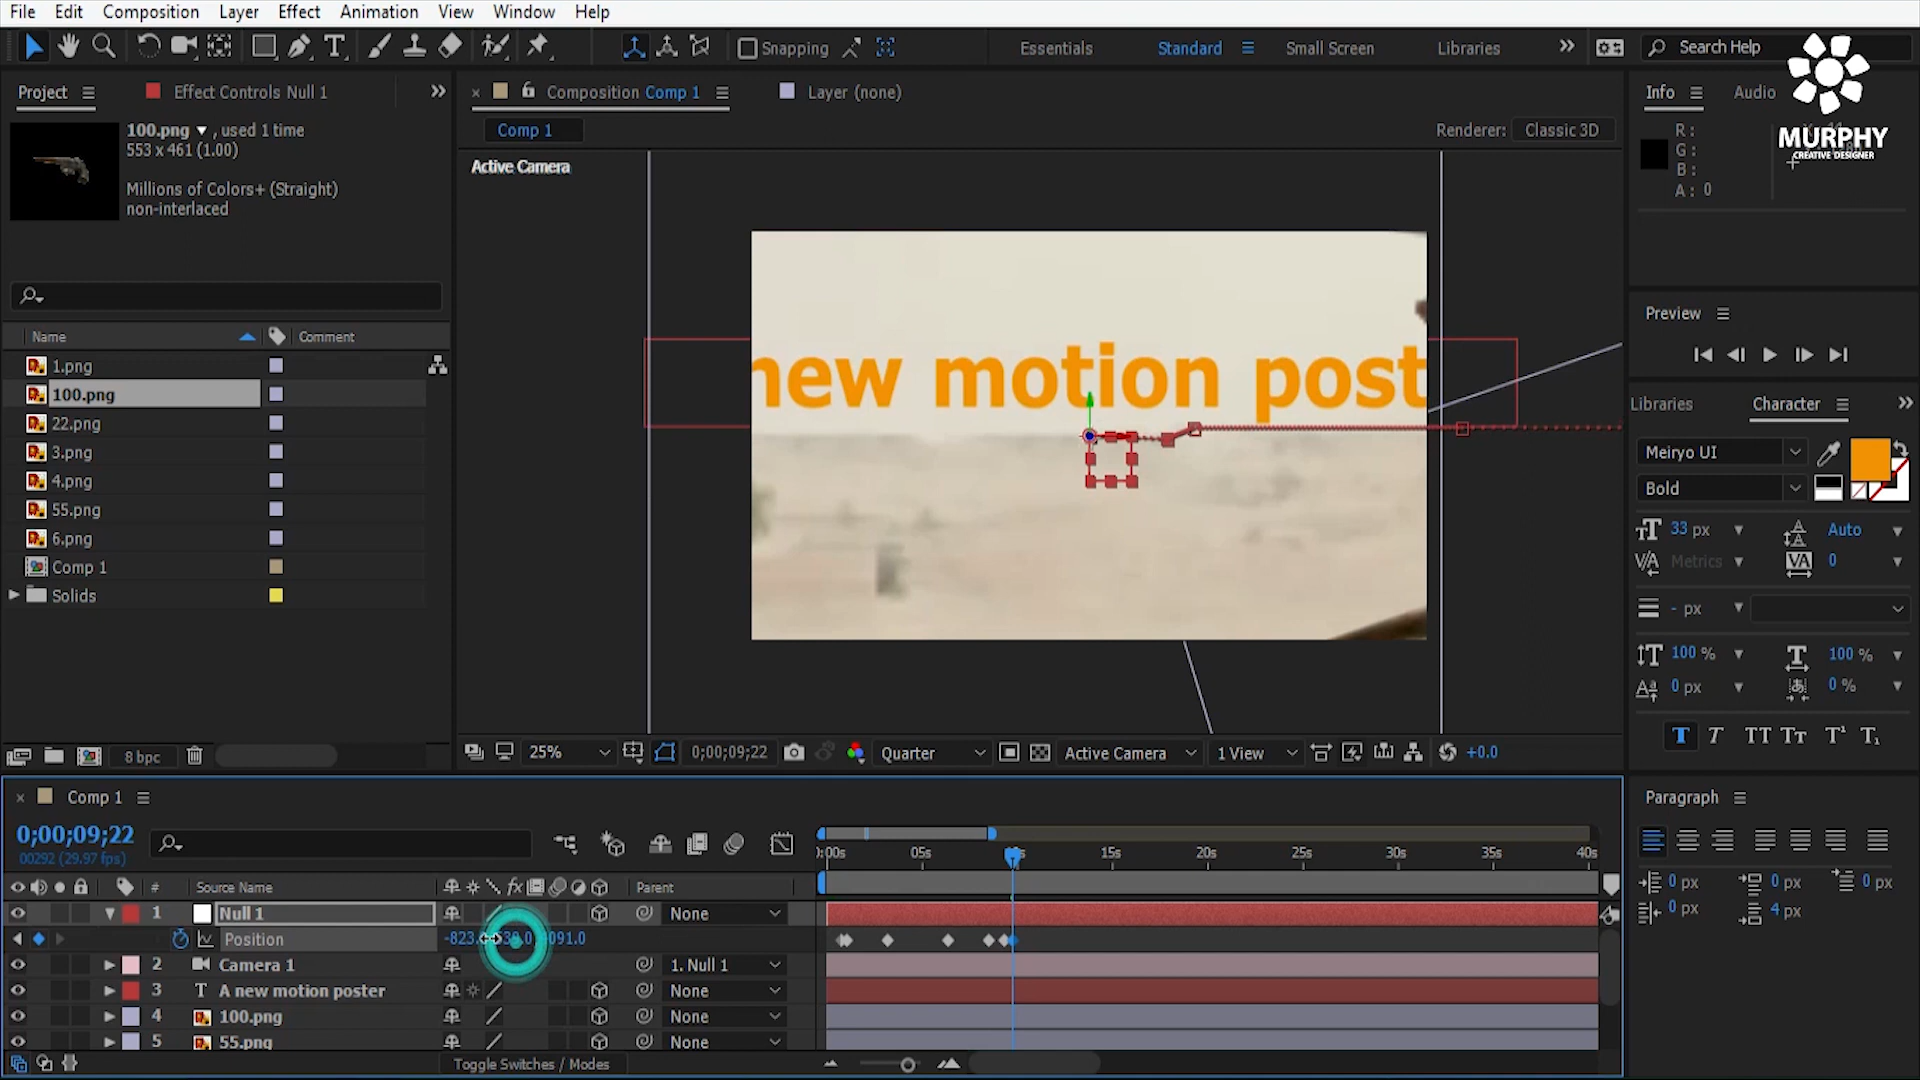 File Edit Composition Layer Effect Animation View Window Help
Snapping
Essentials Standard Small Screen Libraries
Search Help
Project Effect Controls Null 1
Composition Comp 1 Layer (none)
Info Audio
MURPHY
CREATIVE DESIGNER
100.png , used 1 time
553 x 461 (1.00)
Millions of Colors+ (Straight)
non-interlaced
Comp 1
Renderer: Classic 3D
R :
G :
B :
A : 0
Active Camera
new motion post
Name Comment
1.png
100.png
22.png
3.png
4.png
55.png
6.png
Comp 1
Solids
8 bpc
25% 0;00;09;22 Quarter Active Camera 1 View +0.0
Preview
Libraries Character
Meiryo UI
Bold
33 px Auto
Metrics 0
- px
100 % 100 %
0 px 0 %
T T TT Tt T¹ T₁
Paragraph
0 px 0 px 0 px
0 px 4 px
Comp 1
0;00;09;22
00292 (29.97 fps)
0:00s 05s 15s 20s 25s 30s 35s 40s
# Source Name Parent
1 Null 1 None
Position -823. 091.0
2 Camera 1 1. Null 1
3 T A new motion poster None
4 100.png None
5 55.png None
Toggle Switches / Modes